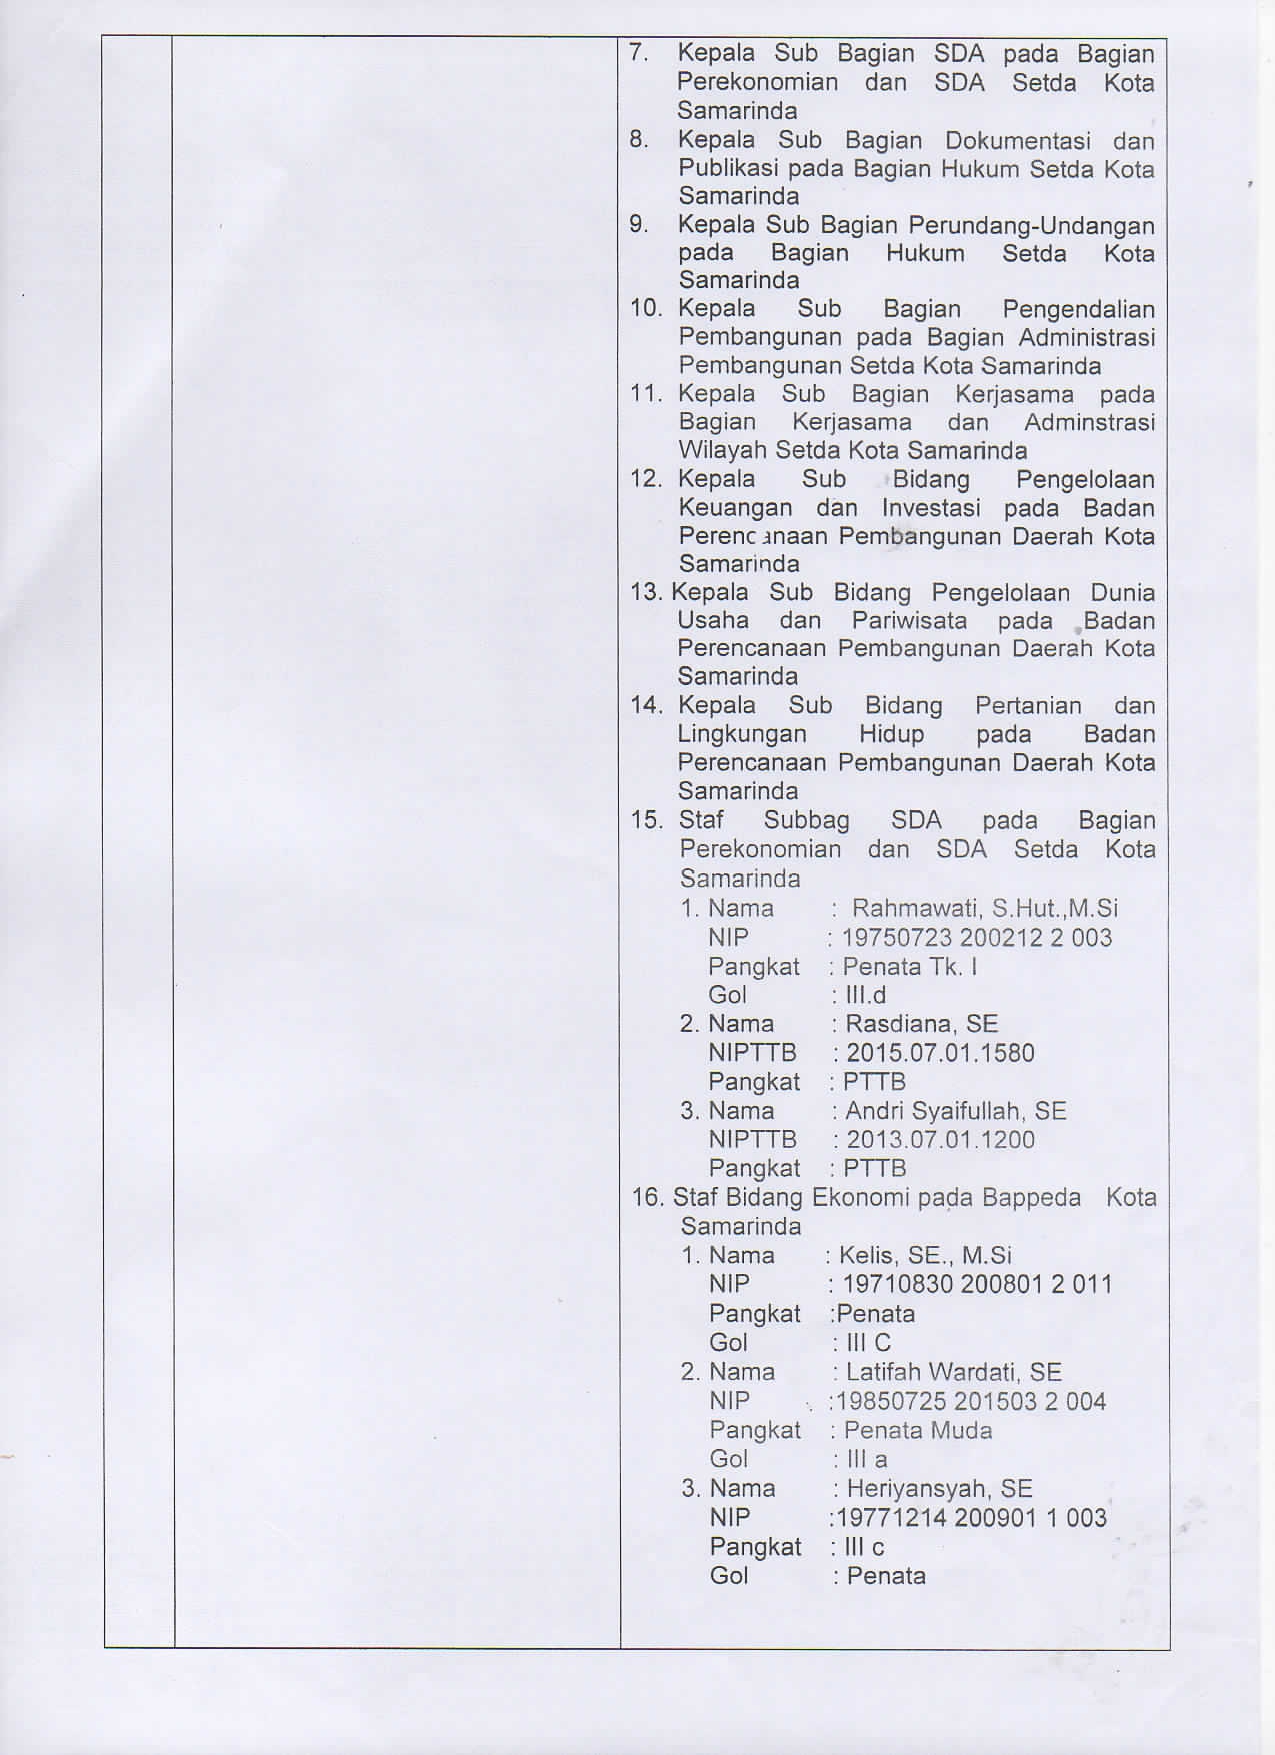 7. Kepala Sub Bagian SDA pada Bagian
Perekonomian dan SDA Setda Kota
Samarinda
8. Kepala Sub Bagian Dokumentasi dan
Publikasi pada Bagian Hukum Setda Kota
Samarinda
9. Kepala Sub Bagian Perundang-Undangan
pada Bagian Hukum Setda Kota
Samarinda
10. Kepala Sub Bagian Pengendalian
Pembangunan pada Bagian Administrasi
Pembangunan Setda Kota Samarinda
11. Kepala Sub Bagian Kerjasama pada
Bagian Kerjasama dan Adminstrasi
Wilayah Setda Kota Samarinda
12. Kepala Sub Bidang Pengelolaan
Keuangan dan Investasi pada Badan
Perencanaan Pembangunan Daerah Kota
Samarinda
13. Kepala Sub Bidang Pengelolaan Dunia
Usaha dan Pariwisata pada Badan
Perencanaan Pembangunan Daerah Kota
Samarinda
14. Kepala Sub Bidang Pertanian dan
Lingkungan Hidup pada Badan
Perencanaan Pembangunan Daerah Kota
Samarinda
15. Staf Subbag SDA pada Bagian
Perekonomian dan SDA Setda Kota
Samarinda
1. Nama : Rahmawati, S.Hut.,M.Si
NIP : 19750723 200212 2 003
Pangkat : Penata Tk. I
Gol : III.d
2. Nama : Rasdiana, SE
NIPTTB : 2015.07.01.1580
Pangkat : PTTB
3. Nama : Andri Syaifullah, SE
NIPTTB : 2013.07.01.1200
Pangkat : PTTB
16. Staf Bidang Ekonomi pada Bappeda Kota
Samarinda
1. Nama : Kelis, SE., M.Si
NIP : 19710830 200801 2 011
Pangkat :Penata
Gol : III C
2. Nama : Latifah Wardati, SE
NIP :19850725 201503 2 004
Pangkat : Penata Muda
Gol : III a
3. Nama : Heriyansyah, SE
NIP :19771214 200901 1 003
Pangkat : III c
Gol : Penata